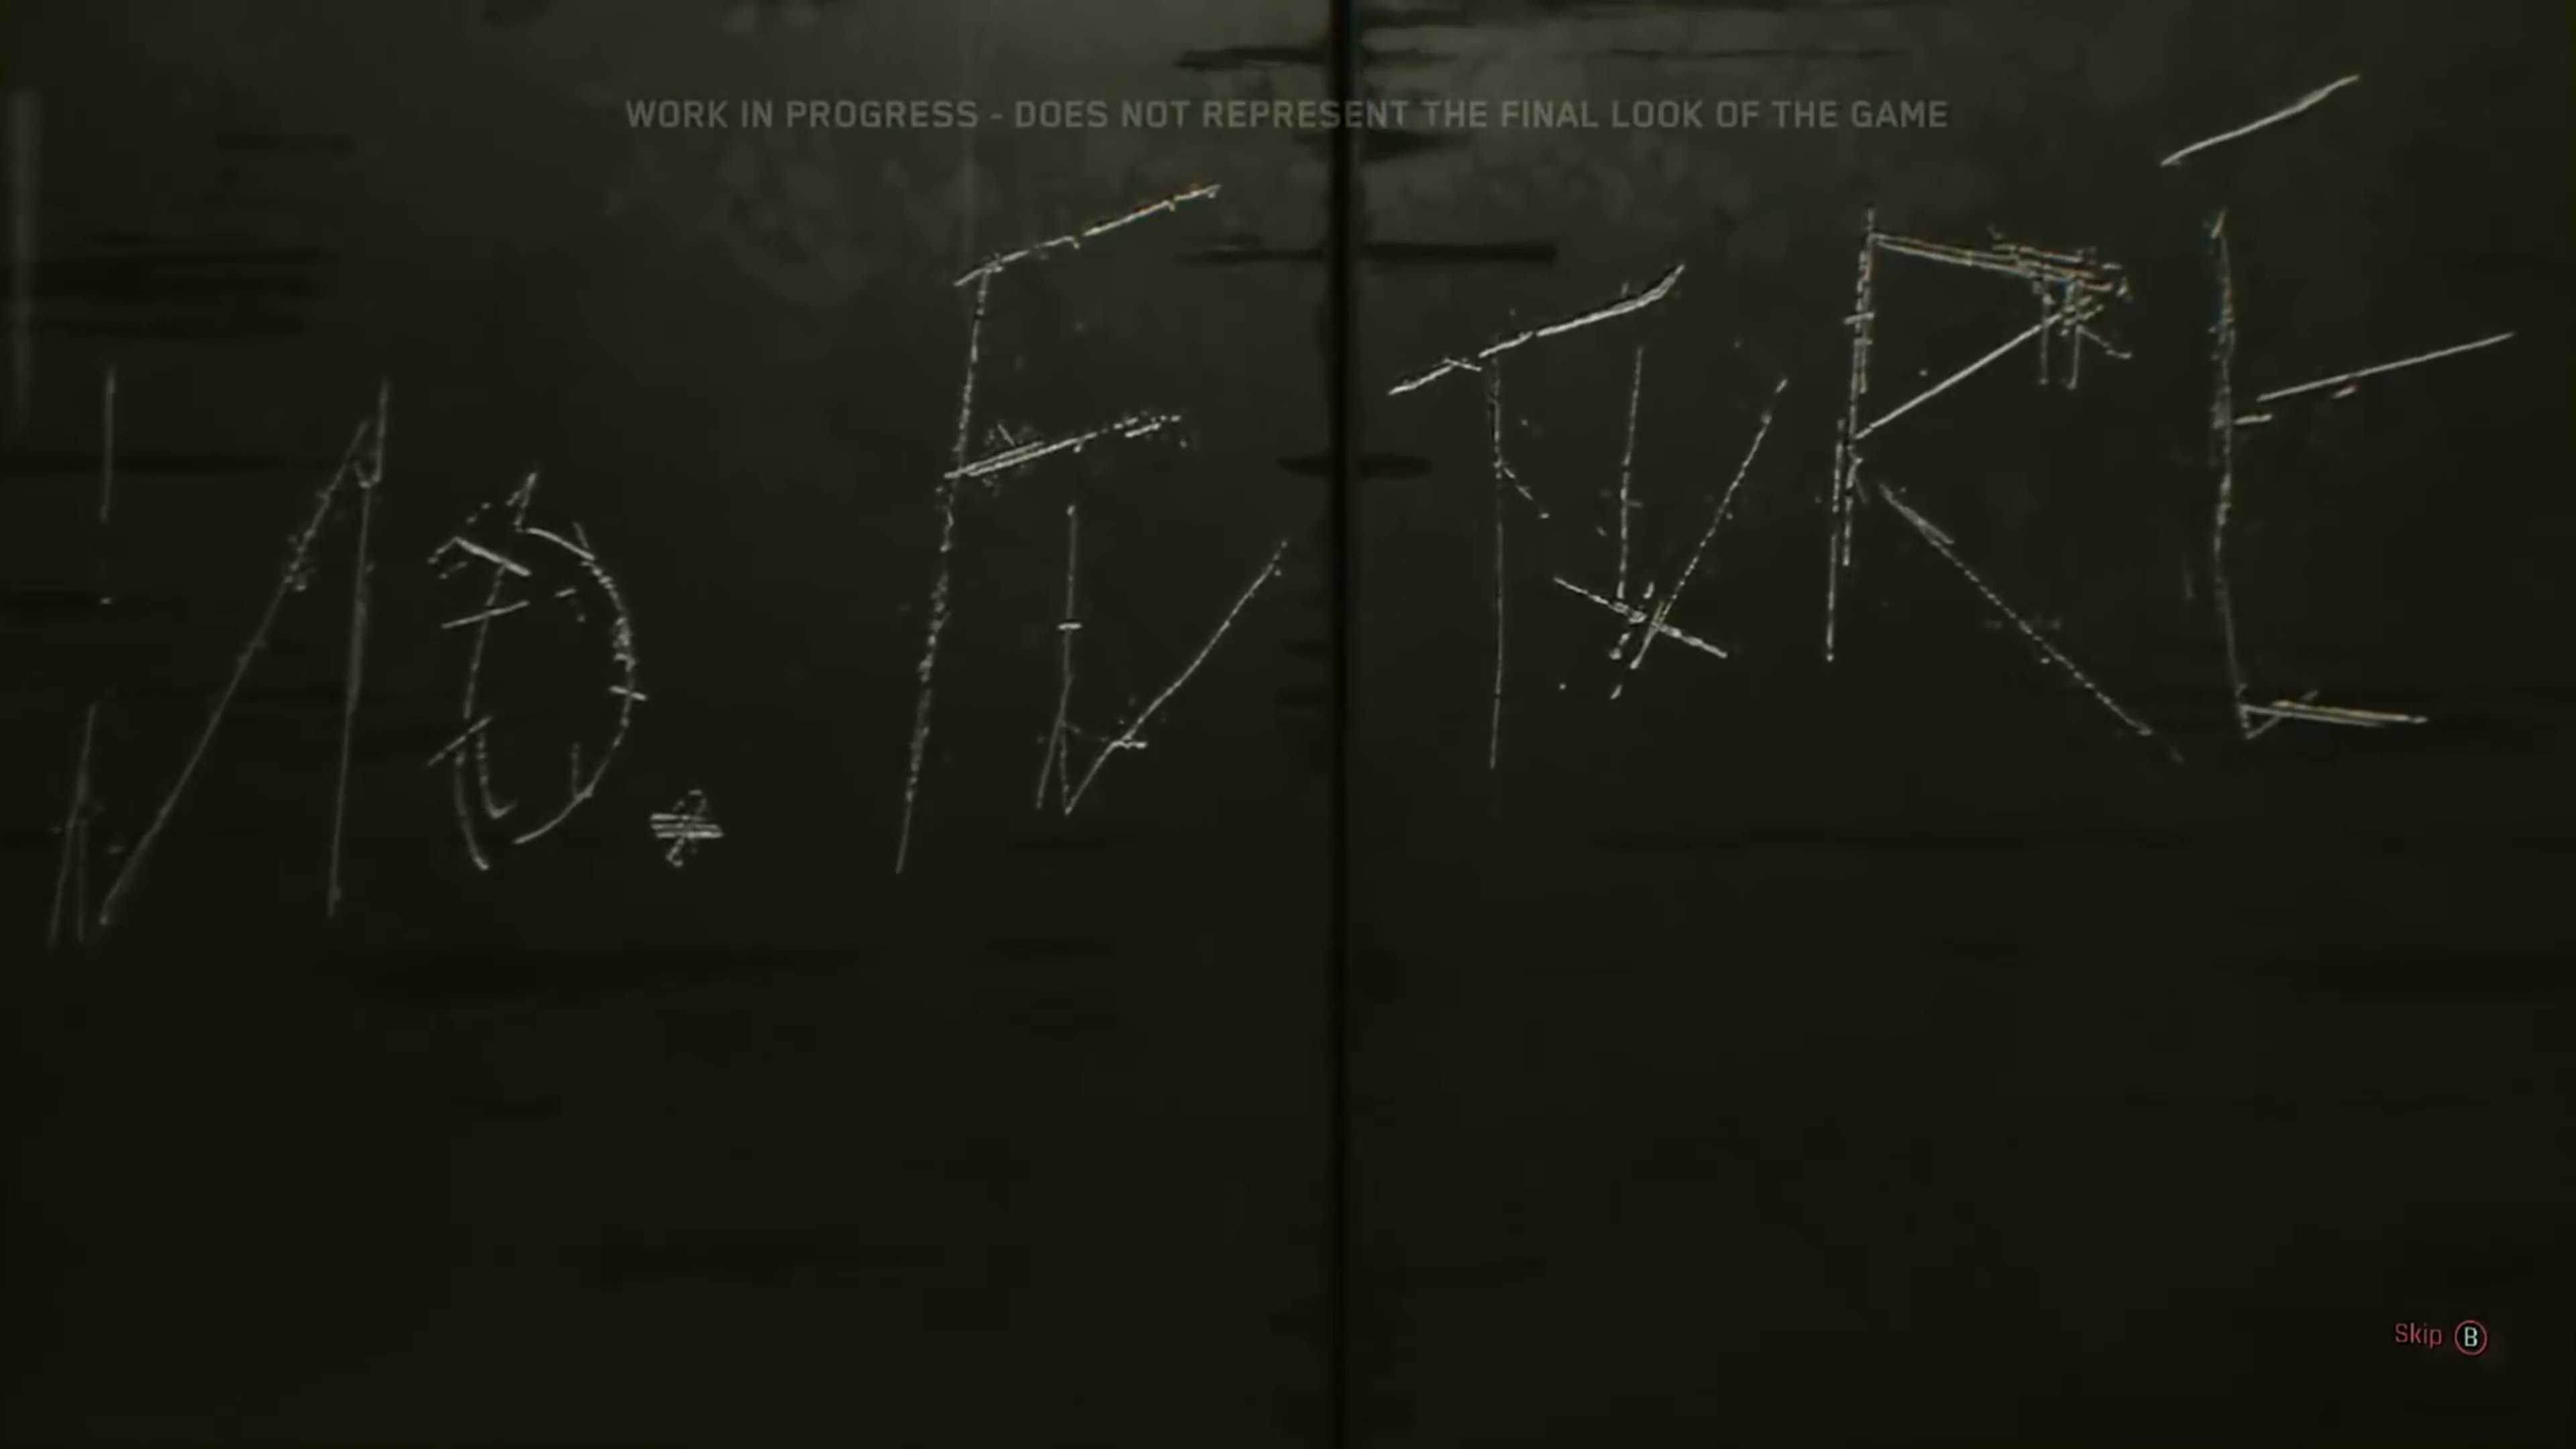 WORK IN PROGRESS - DOES NOT REPRESENT THE FINAL LOOK OF THE GAME
NO. FUTURE
Skip B